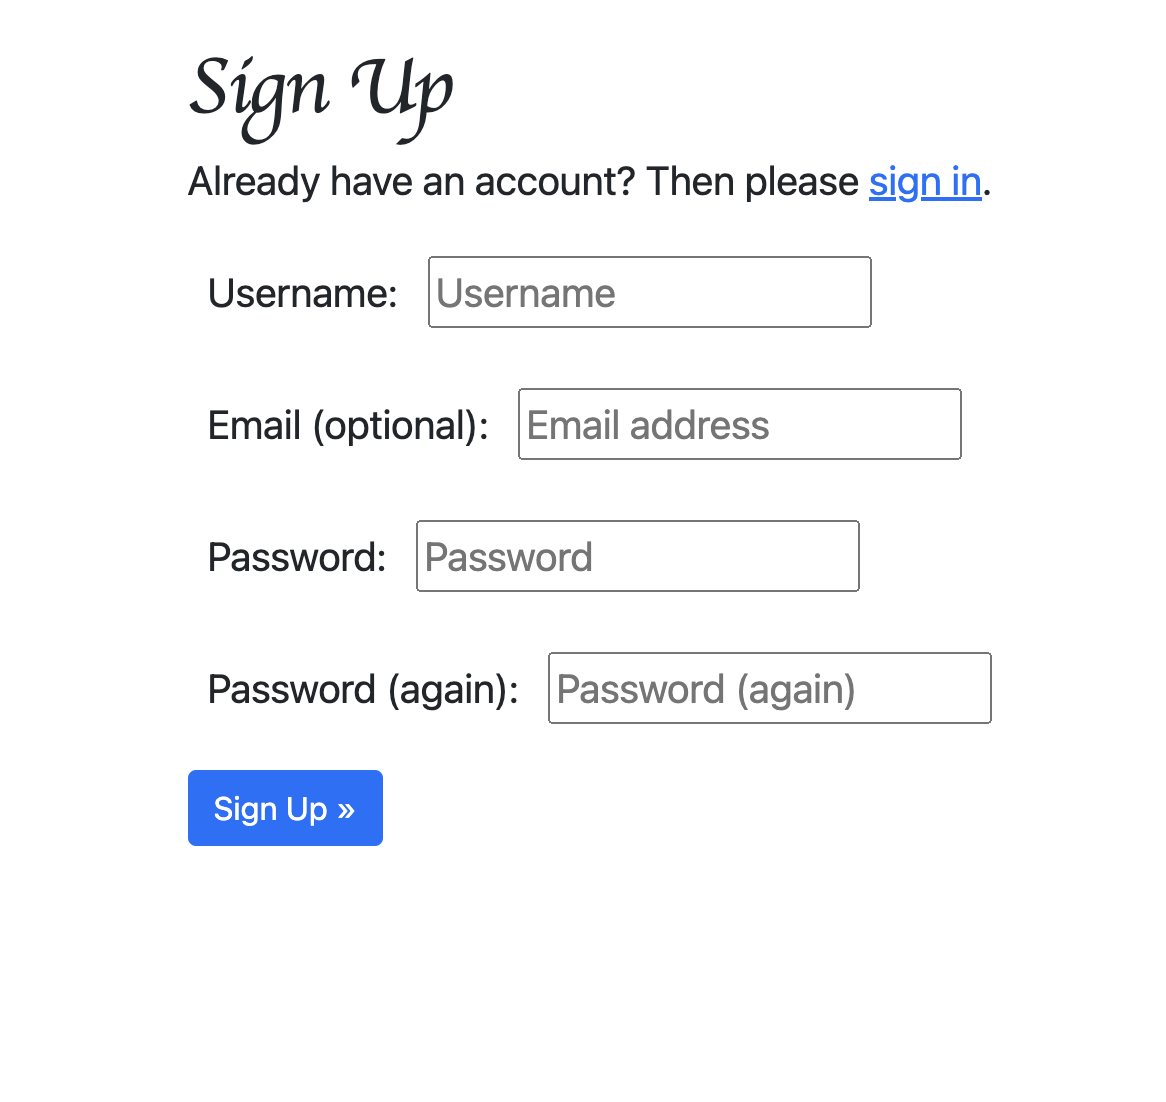 Sign Up
Already have an account? Then please sign in.
Username: Username
Email (optional): Email address
Password: Password
Password (again): Password (again)
Sign Up »